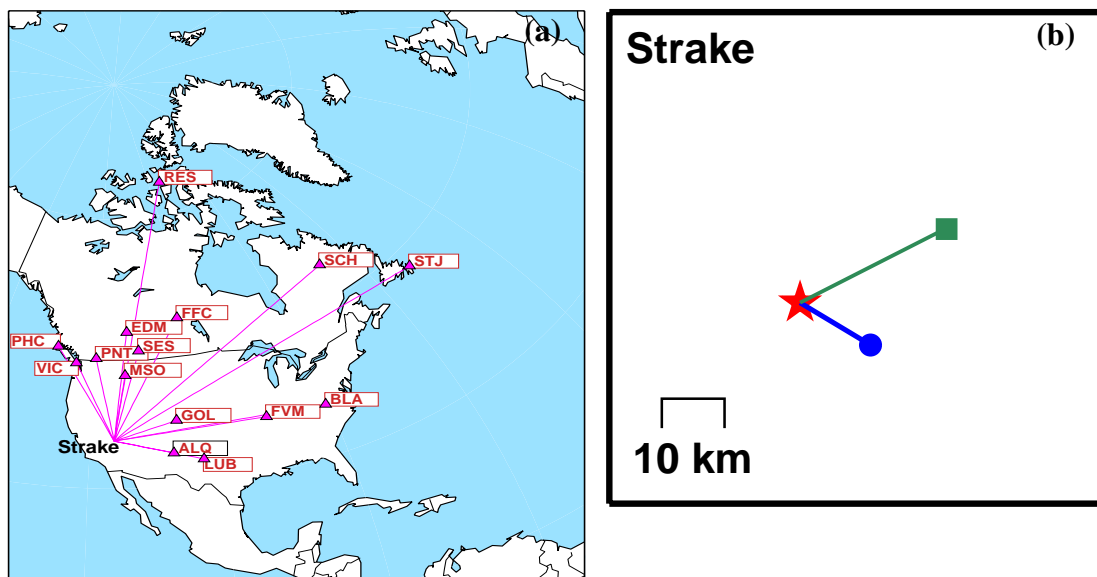 (a)
RES
SCH
STJ
FFC
EDM
PHC
SES
PNT
VIC
MSO
BLA
GOL
FVM
Strake
ALQ
LUB
Strake
(b)
10 km